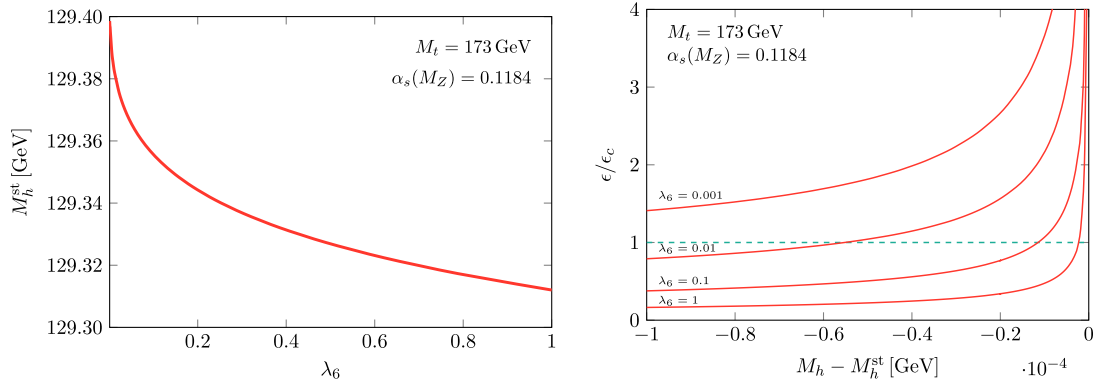 129.40
129.38
129.36
129.34
129.32
129.30
M_h^st [GeV]
M_t = 173 GeV
α_s(M_Z) = 0.1184
0.2
0.4
0.6
0.8
1
λ_6
4
3
2
1
0
ϵ/ϵ_c
M_t = 173 GeV
α_s(M_Z) = 0.1184
λ_6 = 0.001
λ_6 = 0.01
λ_6 = 0.1
λ_6 = 1
−1
−0.8
−0.6
−0.4
−0.2
0
M_h − M_h^st [GeV]
·10^−4